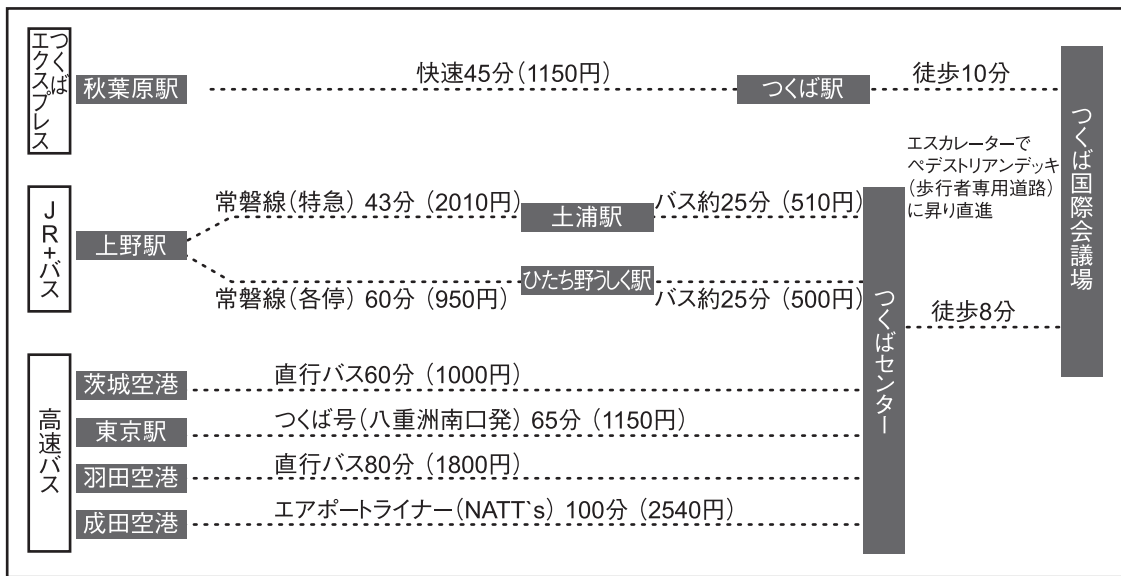 つくば
エクスプレス
秋葉原駅
快速45分（1150円）
つくば駅
徒歩10分
つくば国際会議場
エスカレーターで
ペデストリアンデッキ
（歩行者専用道路）
に昇り直進
JR+バス
上野駅
常磐線（特急） 43分 （2010円）
土浦駅
バス約25分 （510円）
常磐線（各停） 60分 （950円）
ひたち野うしく駅
バス約25分 （500円）
つくばセンター
徒歩8分
高速バス
茨城空港
直行バス60分 （1000円）
東京駅
つくば号（八重洲南口発） 65分 （1150円）
羽田空港
直行バス80分 （1800円）
成田空港
エアポートライナー（NATT`s） 100分 （2540円）